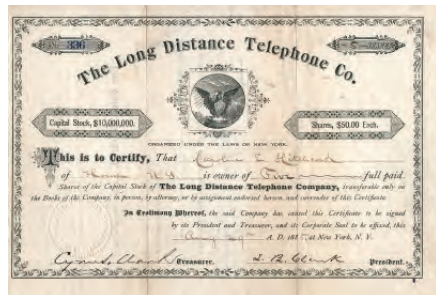 No. 336
The Long Distance Telephone Co.
Capital Stock, $10,000,000.
Shares, $50.00 Each.
ORGANIZED UNDER THE LAWS OF NEW YORK.
This is to Certify, That
of Homer N.Y. is owner of Five full paid
Shares of the Capital Stock of The Long Distance Telephone Company, transferable only on
the Books of the Company, in person, by attorney, or by assignment endorsed hereon, and surrender of this Certificate.
In Testimony Whereof, the said Company has caused this Certificate to be signed
by its President and Treasurer, and its Corporate Seal to be affixed, this
A. D. 188 at New York, N. Y.
Treasurer.
President.